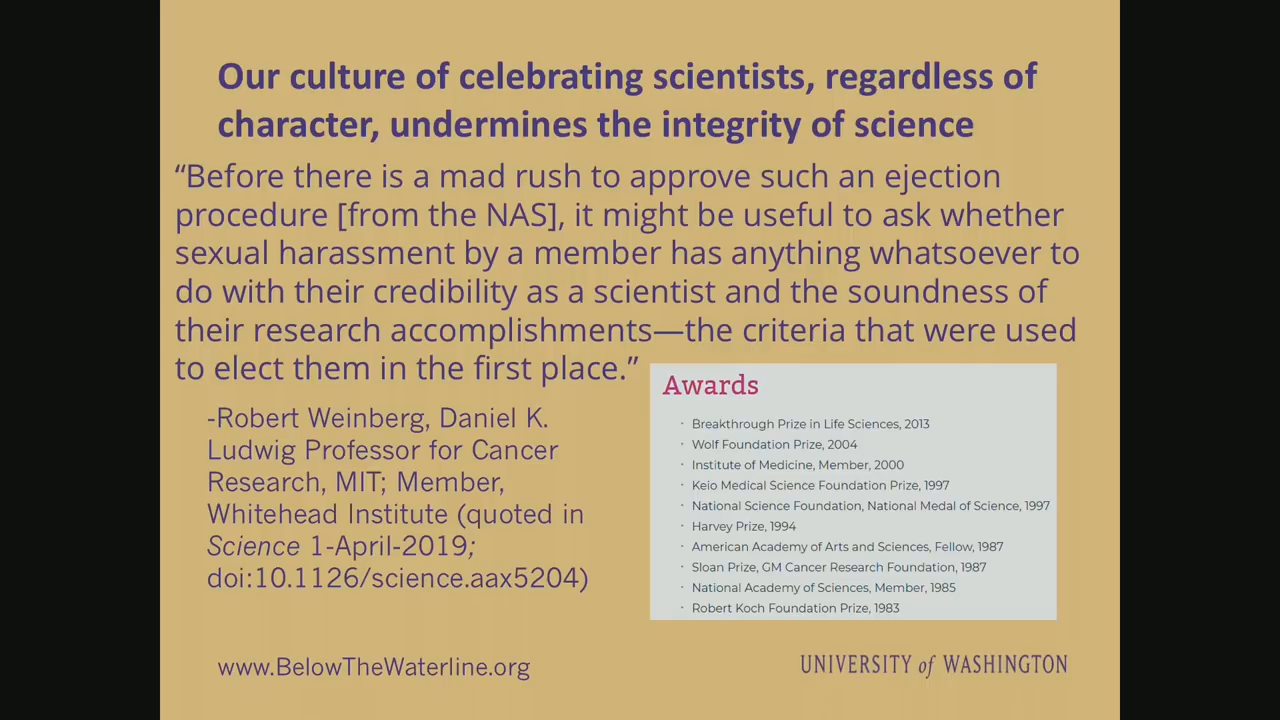 Our culture of celebrating scientists, regardless of
character, undermines the integrity of science
“Before there is a mad rush to approve such an ejection
procedure [from the NAS], it might be useful to ask whether
sexual harassment by a member has anything whatsoever to
do with their credibility as a scientist and the soundness of
their research accomplishments—the criteria that were used
to elect them in the first place.”
-Robert Weinberg, Daniel K.
Ludwig Professor for Cancer
Research, MIT; Member,
Whitehead Institute (quoted in
Science 1-April-2019;
doi:10.1126/science.aax5204)
Awards
· Breakthrough Prize in Life Sciences, 2013
· Wolf Foundation Prize, 2004
· Institute of Medicine, Member, 2000
· Keio Medical Science Foundation Prize, 1997
· National Science Foundation, National Medal of Science, 1997
· Harvey Prize, 1994
· American Academy of Arts and Sciences, Fellow, 1987
· Sloan Prize, GM Cancer Research Foundation, 1987
· National Academy of Sciences, Member, 1985
· Robert Koch Foundation Prize, 1983
www.BelowTheWaterline.org
UNIVERSITY of WASHINGTON